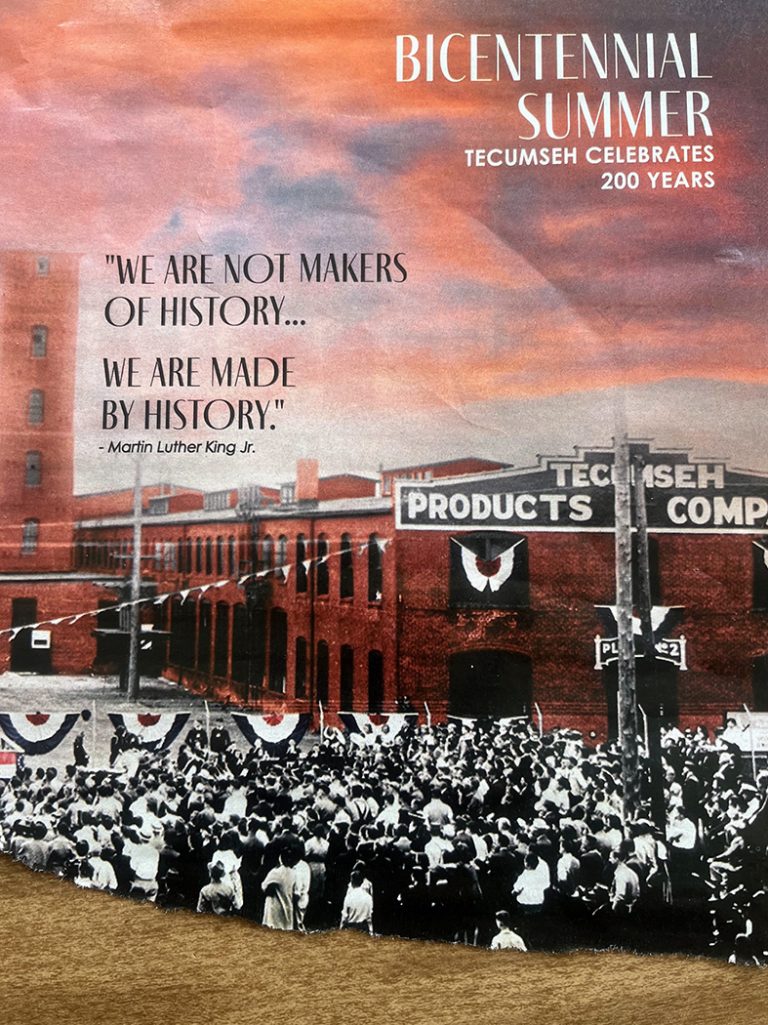 BICENTENNIAL
SUMMER
TECUMSEH CELEBRATES
200 YEARS
"WE ARE NOT MAKERS
OF HISTORY...
WE ARE MADE
BY HISTORY."
- Martin Luther King Jr.
TECUMSEH
PRODUCTS COMP